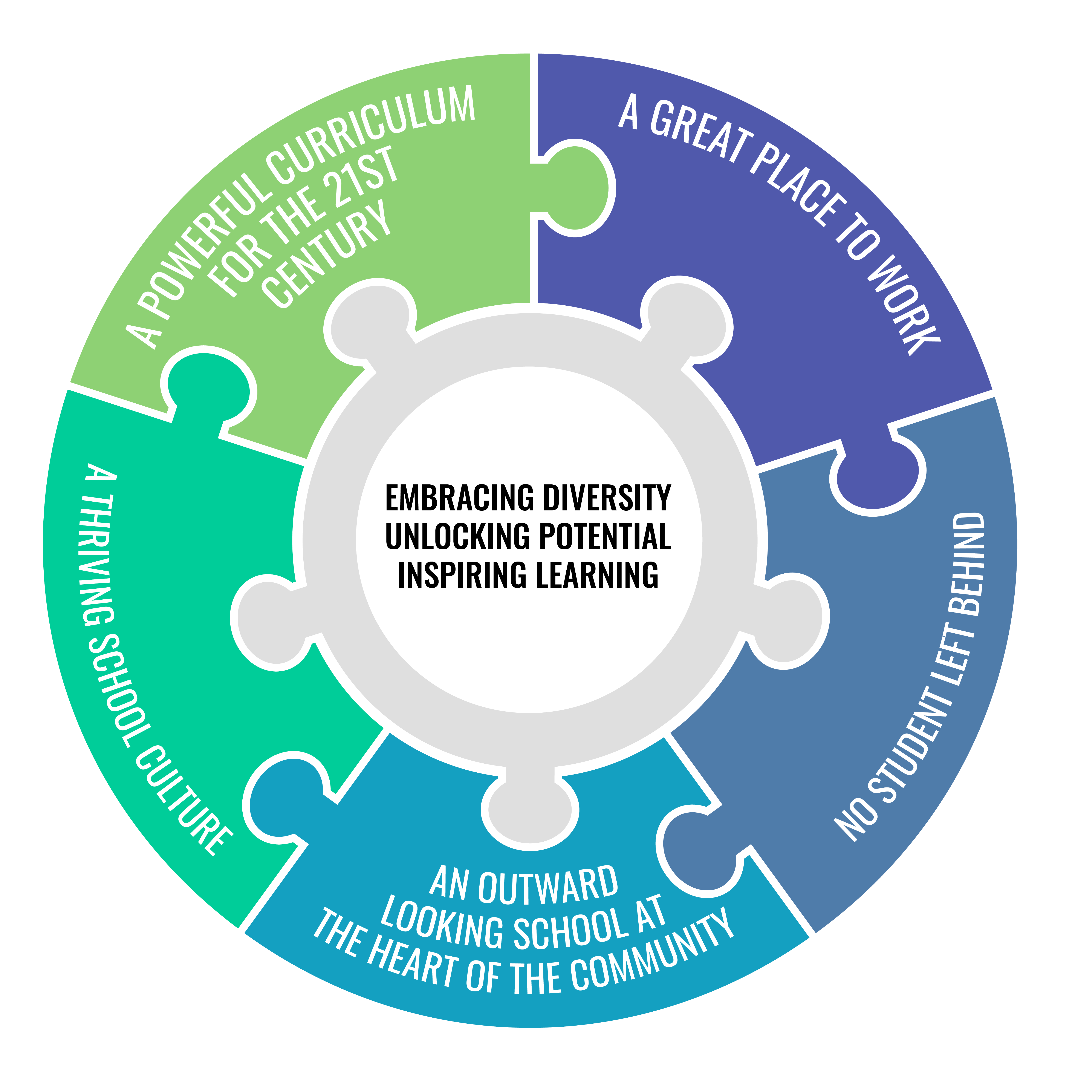 A POWERFUL CURRICULUM
FOR THE 21ST
CENTURY
A GREAT PLACE TO WORK
NO STUDENT LEFT BEHIND
AN OUTWARD
LOOKING SCHOOL AT
THE HEART OF THE COMMUNITY
A THRIVING SCHOOL CULTURE
EMBRACING DIVERSITY
UNLOCKING POTENTIAL
INSPIRING LEARNING